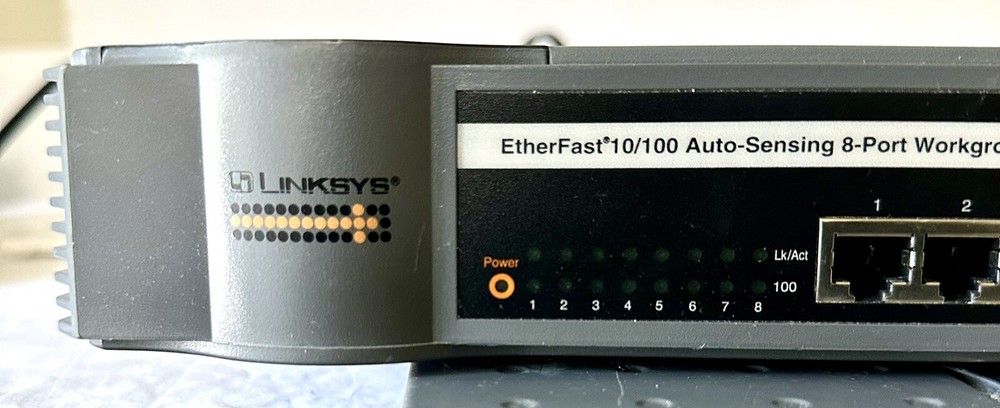 EtherFast®10/100 Auto-Sensing 8-Port
LINKSYS®
1 2
Power
Lk/Act
100
1 2 3 4 5 6 7 8